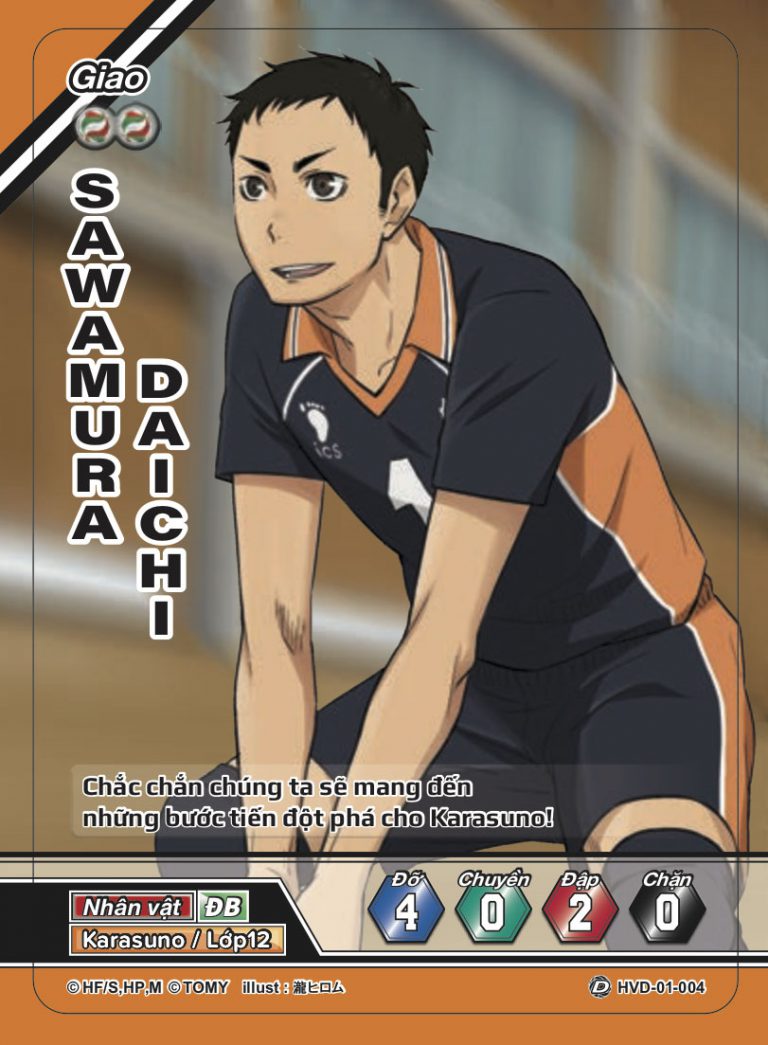 Giao
SAWAMURA
DAICHI
Chắc chắn chúng ta sẽ mang đến
những bước tiến đột phá cho Karasuno!
Đỡ Chuyền Đập Chặn
4 0 2 0
Nhân vật ĐB
Karasuno / Lớp12
©HF/S,HP,M ©TOMY illust : 瀧ヒロム
D HVD-01-004